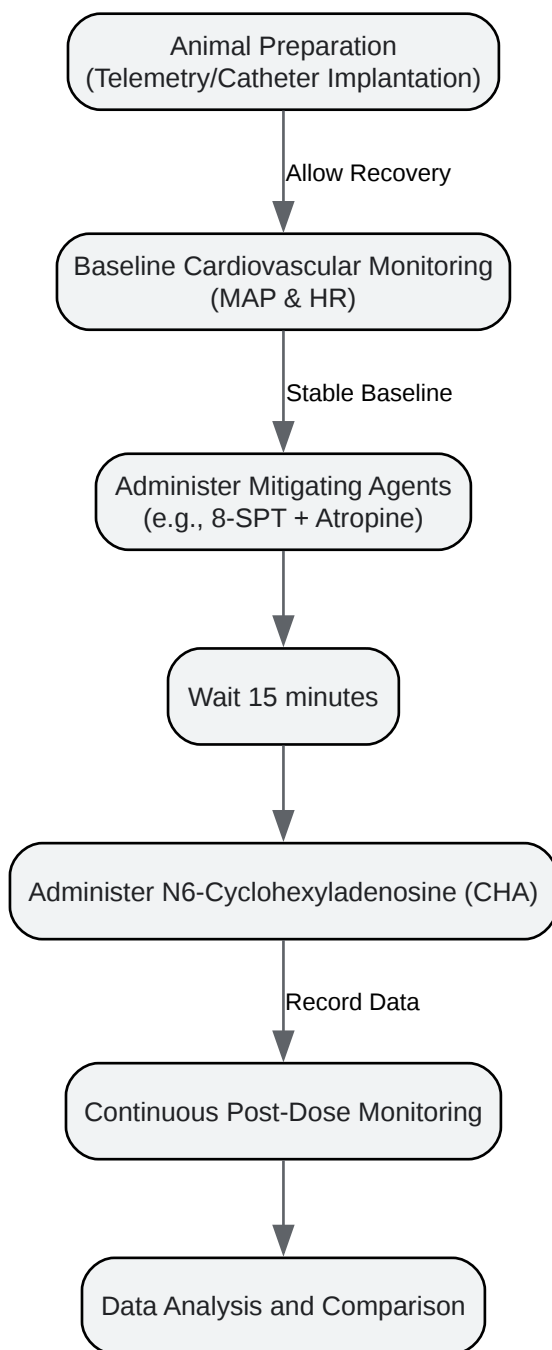 Animal Preparation
(Telemetry/Catheter Implantation)
Allow Recovery
Baseline Cardiovascular Monitoring
(MAP & HR)
Stable Baseline
Administer Mitigating Agents
(e.g., 8-SPT + Atropine)
Wait 15 minutes
Administer N6-Cyclohexyladenosine (CHA)
Record Data
Continuous Post-Dose Monitoring
Data Analysis and Comparison